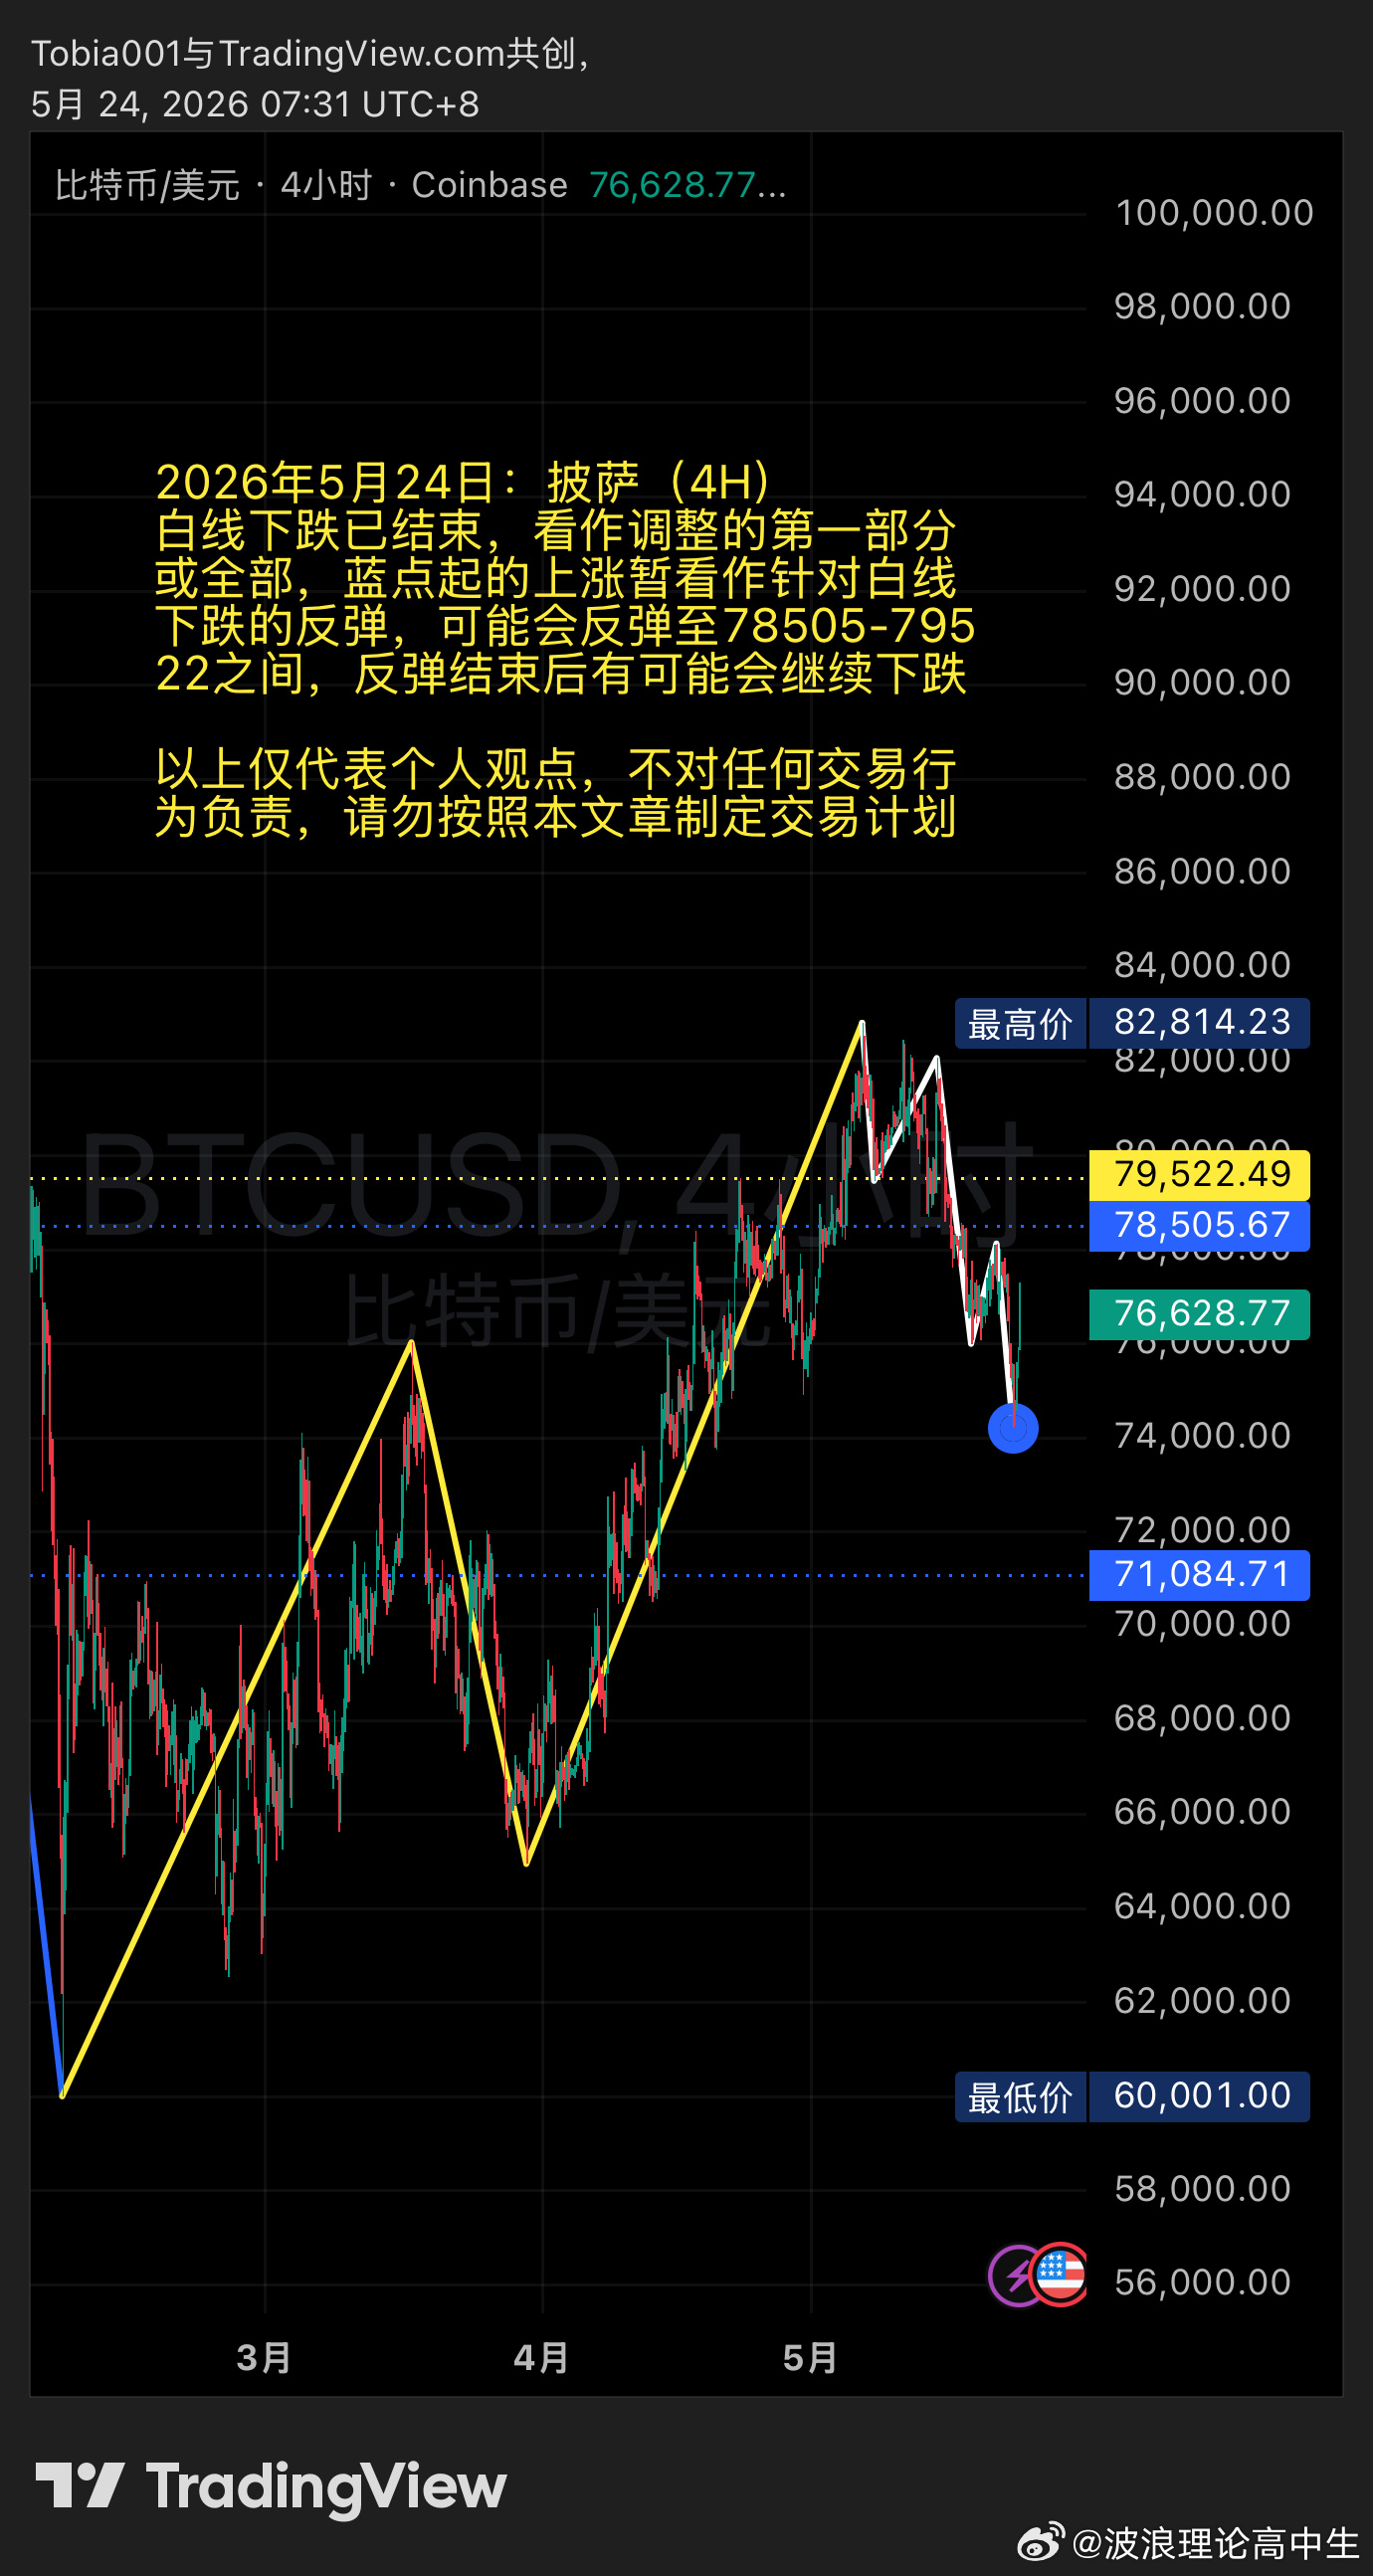 Tobia001与TradingView.com共创,
5月 24, 2026 07:31 UTC+8
比特币/美元 · 4小时 · Coinbase 76,628.77...
100,000.00
98,000.00
96,000.00
2026年5月24日：披萨（4H）
94,000.00
白线下跌已结束，看作调整的第一部分
或全部，蓝点起的上涨暂看作针对白线
92,000.00
下跌的反弹，可能会反弹至78505-795
22之间，反弹结束后有可能会继续下跌
90,000.00
以上仅代表个人观点，不对任何交易行
88,000.00
为负责，请勿按照本文章制定交易计划
86,000.00
84,000.00
最高价 82,814.23
82,000.00
80,000.00
BTCUSD, 4小时
79,522.49
78,505.67
78,000.00
比特币/美元
76,628.77
76,000.00
74,000.00
72,000.00
71,084.71
70,000.00
68,000.00
66,000.00
64,000.00
62,000.00
最低价 60,001.00
58,000.00
56,000.00
3月 4月 5月
TradingView
@波浪理论高中生